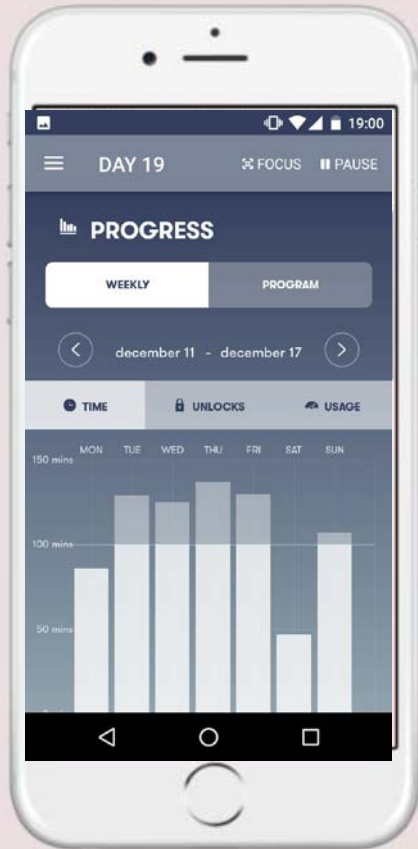 19:00
DAY 19 FOCUS PAUSE
PROGRESS
WEEKLY PROGRAM
december 11 - december 17
TIME UNLOCKS USAGE
MON TUE WED THU FRI SAT SUN
150 mins
100 mins
50 mins